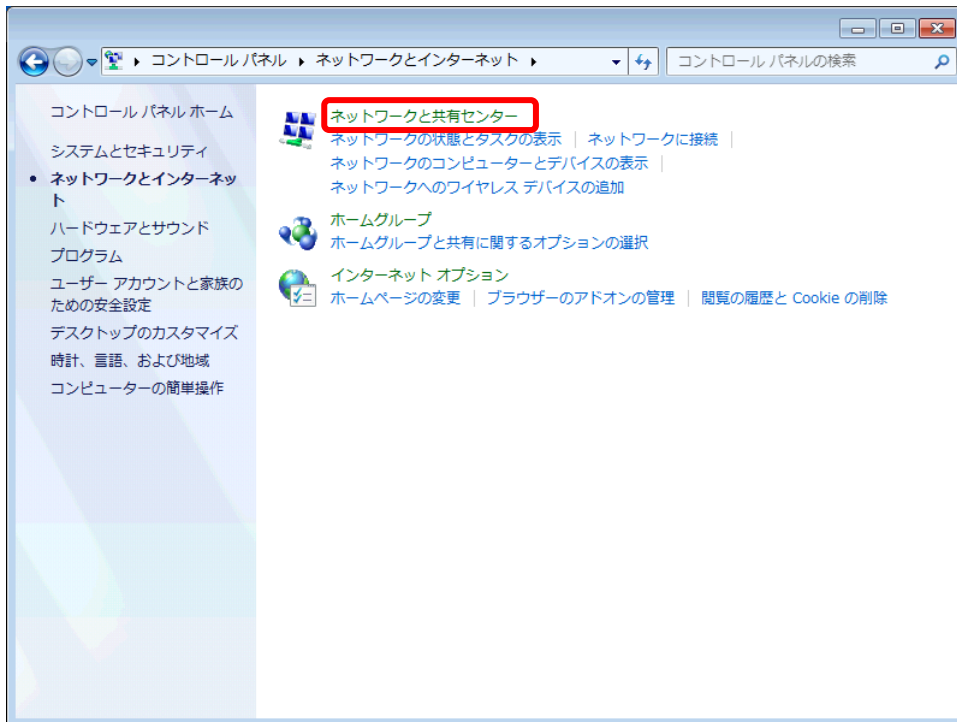 コントロール パネル ネットワークとインターネット
コントロール パネルの検索
コントロール パネル ホーム
システムとセキュリティ
ネットワークとインターネッ
ト
ハードウェアとサウンド
プログラム
ユーザー アカウントと家族の
ための安全設定
デスクトップのカスタマイズ
時計、言語、および地域
コンピューターの簡単操作
ネットワークと共有センター
ネットワークの状態とタスクの表示 ネットワークに接続
ネットワークのコンピューターとデバイスの表示
ネットワークへのワイヤレス デバイスの追加
ホームグループ
ホームグループと共有に関するオプションの選択
インターネット オプション
ホームページの変更 ブラウザーのアドオンの管理 閲覧の履歴と Cookie の削除